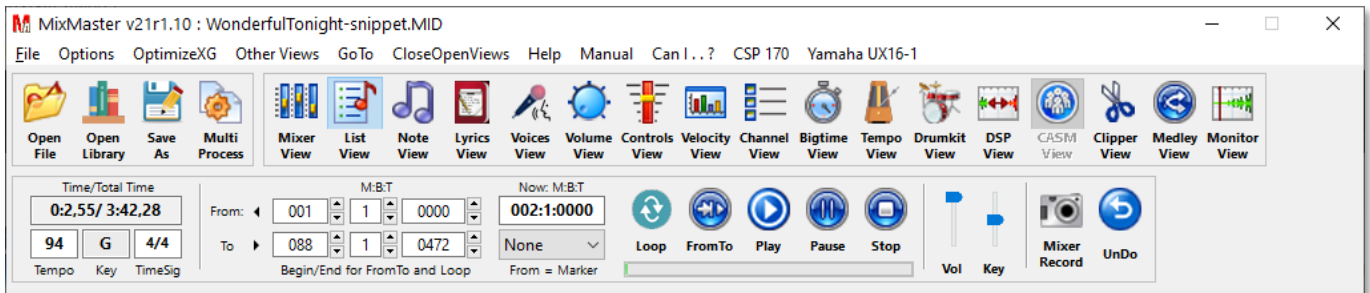 MixMaster v21r1.10 : WonderfulTonight-snippet.MID
File Options OptimizeXG Other Views GoTo CloseOpenViews Help Manual Can I . . ? CSP 170 Yamaha UX16-1
Open File
Open Library
Save As
Multi Process
Mixer View
List View
Note View
Lyrics View
Voices View
Volume View
Controls View
Velocity View
Channel View
Bigtime View
Tempo View
Drumkit View
DSP View
CASM View
Clipper View
Medley View
Monitor View
Time/Total Time
0:2,55/ 3:42,28
94 G 4/4
Tempo Key TimeSig
M:B:T
From: 001 1 0000
To 088 1 0472
Begin/End for FromTo and Loop
Now: M:B:T
002:1:0000
None
From = Marker
Loop FromTo Play Pause Stop
Vol Key
Mixer Record
UnDo